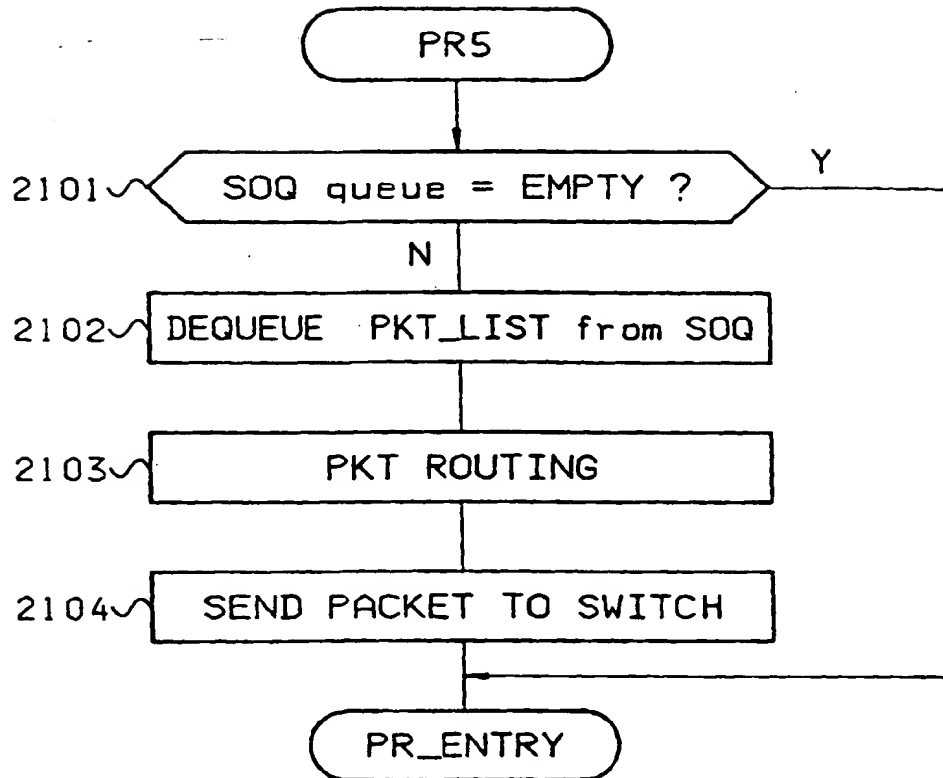 PR5
2101 SOQ queue = EMPTY ?
Y
N
2102 DEQUEUE PKT_LIST from SOQ
2103 PKT ROUTING
2104 SEND PACKET TO SWITCH
PR_ENTRY